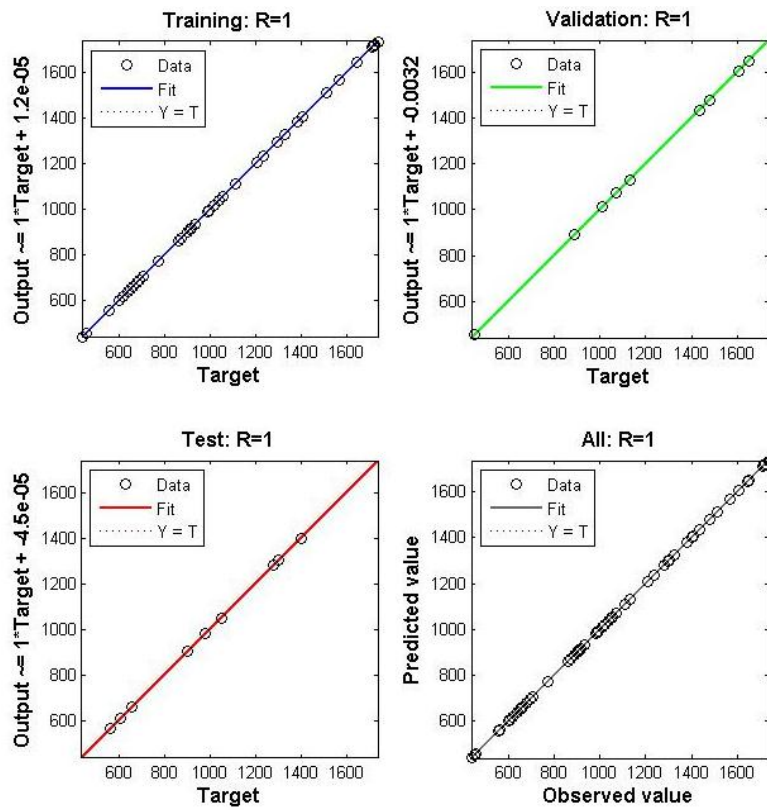 Training: R=1
Output ~= 1*Target + 1.2e-05
1600
1400
1200
1000
800
600
Data
Fit
Y = T
600 800 1000 1200 1400 1600
Target
Validation: R=1
Output ~= 1*Target + -0.0032
1600
1400
1200
1000
800
600
Data
Fit
Y = T
600 800 1000 1200 1400 1600
Target
Test: R=1
Output ~= 1*Target + -4.5e-05
1600
1400
1200
1000
800
600
Data
Fit
Y = T
600 800 1000 1200 1400 1600
Target
All: R=1
Predicted value
1600
1400
1200
1000
800
600
Data
Fit
Y = T
600 800 1000 1200 1400 1600
Observed value